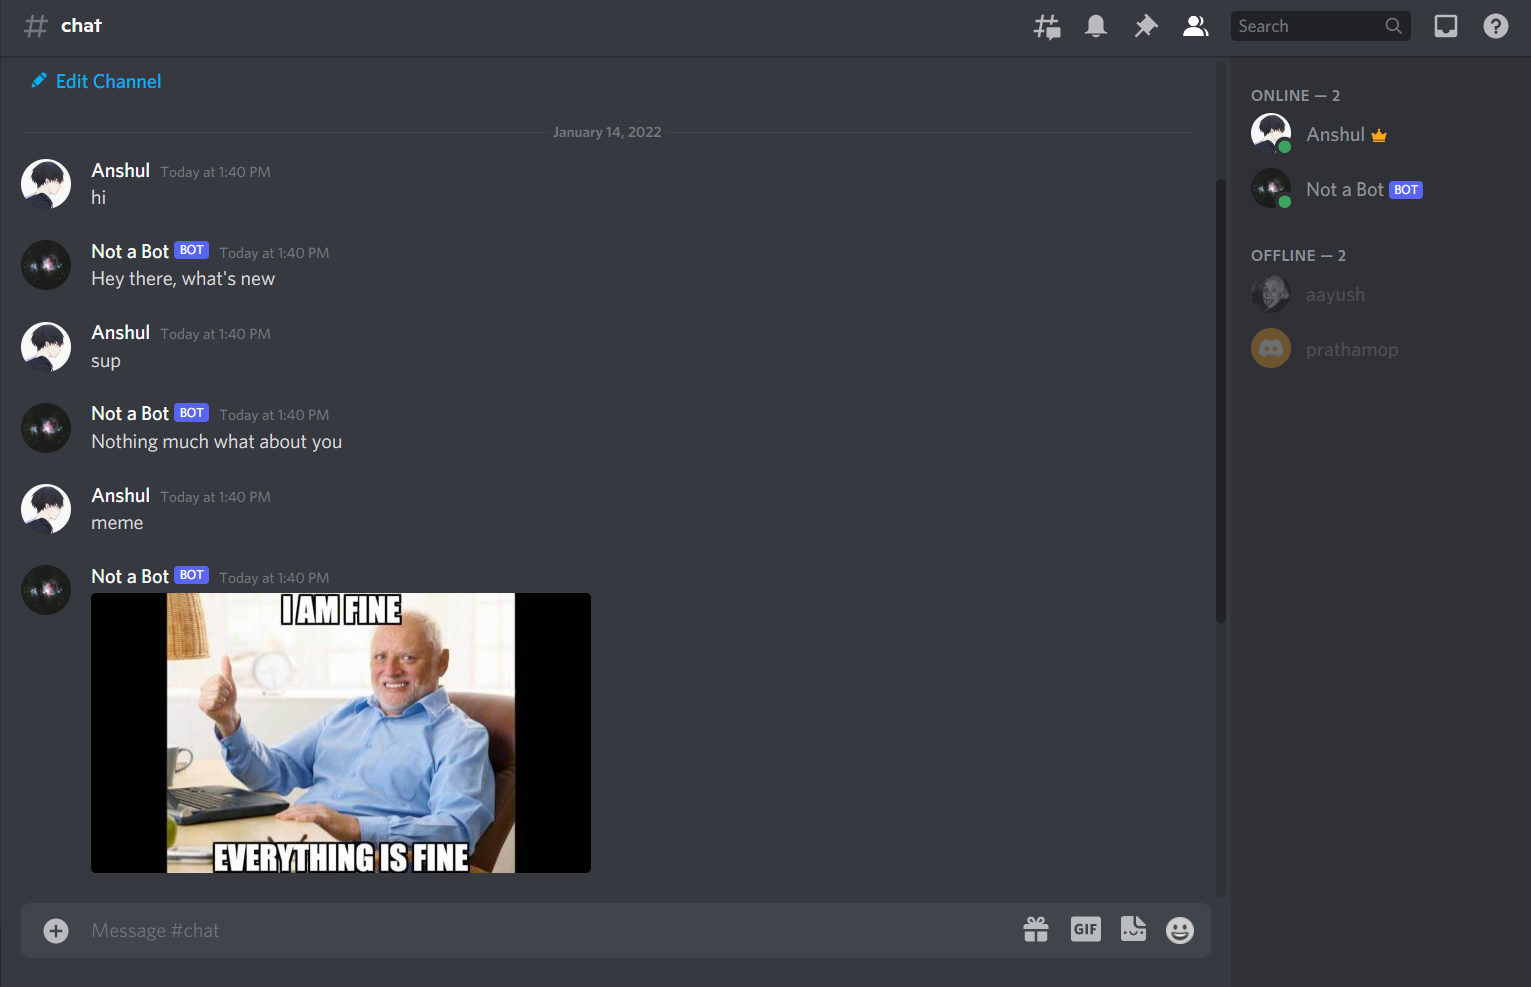 chat
Search
Edit Channel
January 14, 2022
Anshul Today at 1:40 PM
hi
Not a Bot BOT Today at 1:40 PM
Hey there, what's new
Anshul Today at 1:40 PM
sup
Not a Bot BOT Today at 1:40 PM
Nothing much what about you
Anshul Today at 1:40 PM
meme
Not a Bot BOT Today at 1:40 PM
I AM FINE
EVERYTHING IS FINE
Message #chat
GIF
ONLINE — 2
Anshul
Not a Bot BOT
OFFLINE — 2
aayush
prathamop